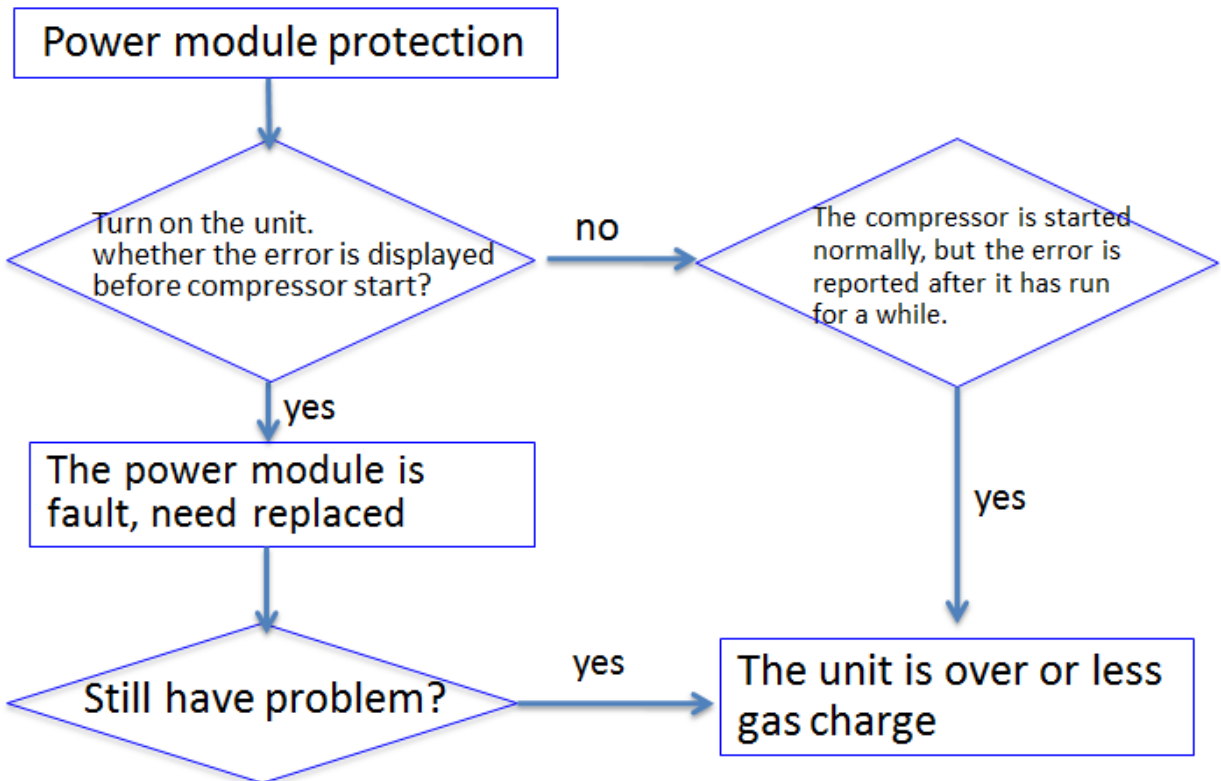 Power module protection
Turn on the unit.
whether the error is displayed
before compressor start?
no
The compressor is started
normally, but the error is
reported after it has run
for a while.
yes
The power module is
fault, need replaced
yes
Still have problem?
yes
The unit is over or less
gas charge